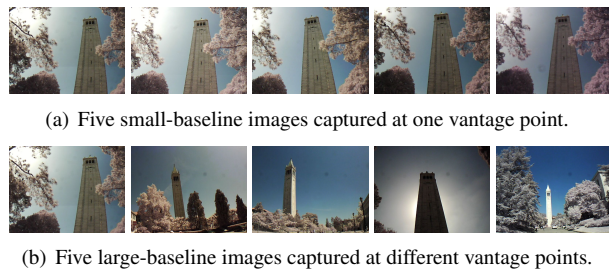 (a) Five small-baseline images captured at one vantage point.
(b) Five large-baseline images captured at different vantage points.